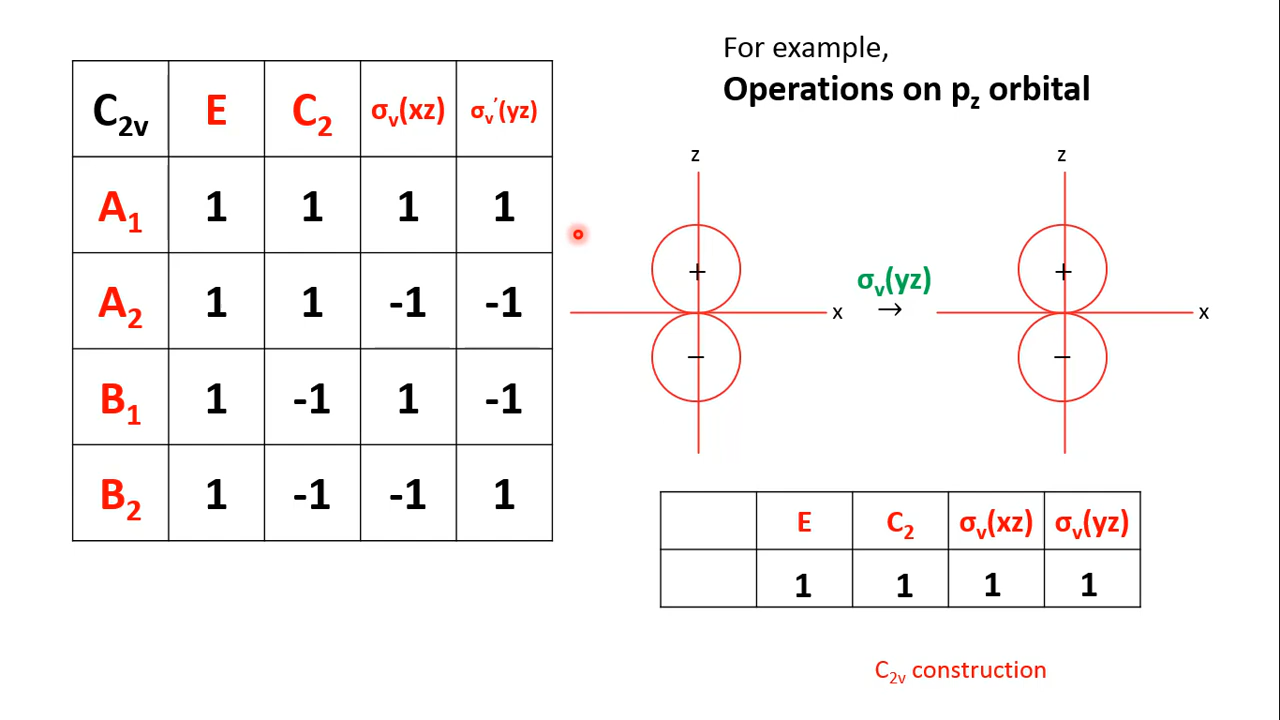 For example,
Operations on pz orbital
C2v E C2 σv(xz) σv′(yz)
A1 1 1 1 1
A2 1 1 -1 -1
B1 1 -1 1 -1
B2 1 -1 -1 1
z z
+ +
σv(yz)
→
x x
− −
E C2 σv(xz) σv(yz)
1 1 1 1
C2v construction